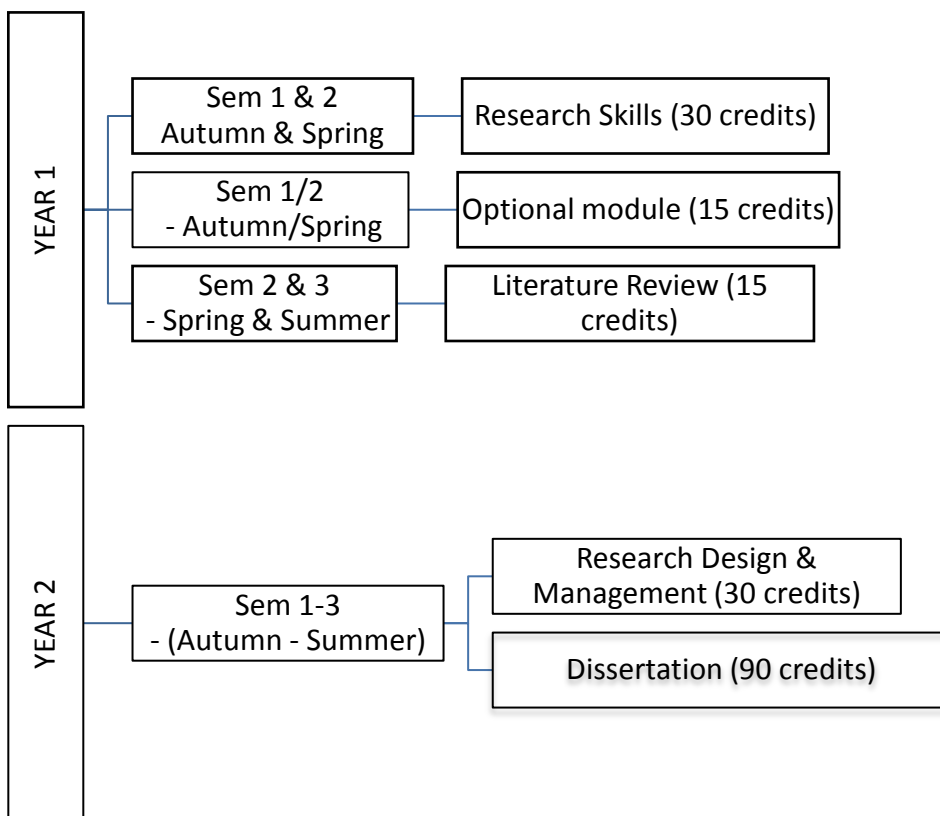 YEAR 1
Sem 1 & 2
Autumn & Spring
Research Skills (30 credits)
Sem 1/2
- Autumn/Spring
Optional module (15 credits)
Sem 2 & 3
- Spring & Summer
Literature Review (15
credits)
YEAR 2
Sem 1-3
- (Autumn - Summer)
Research Design &
Management (30 credits)
Dissertation (90 credits)